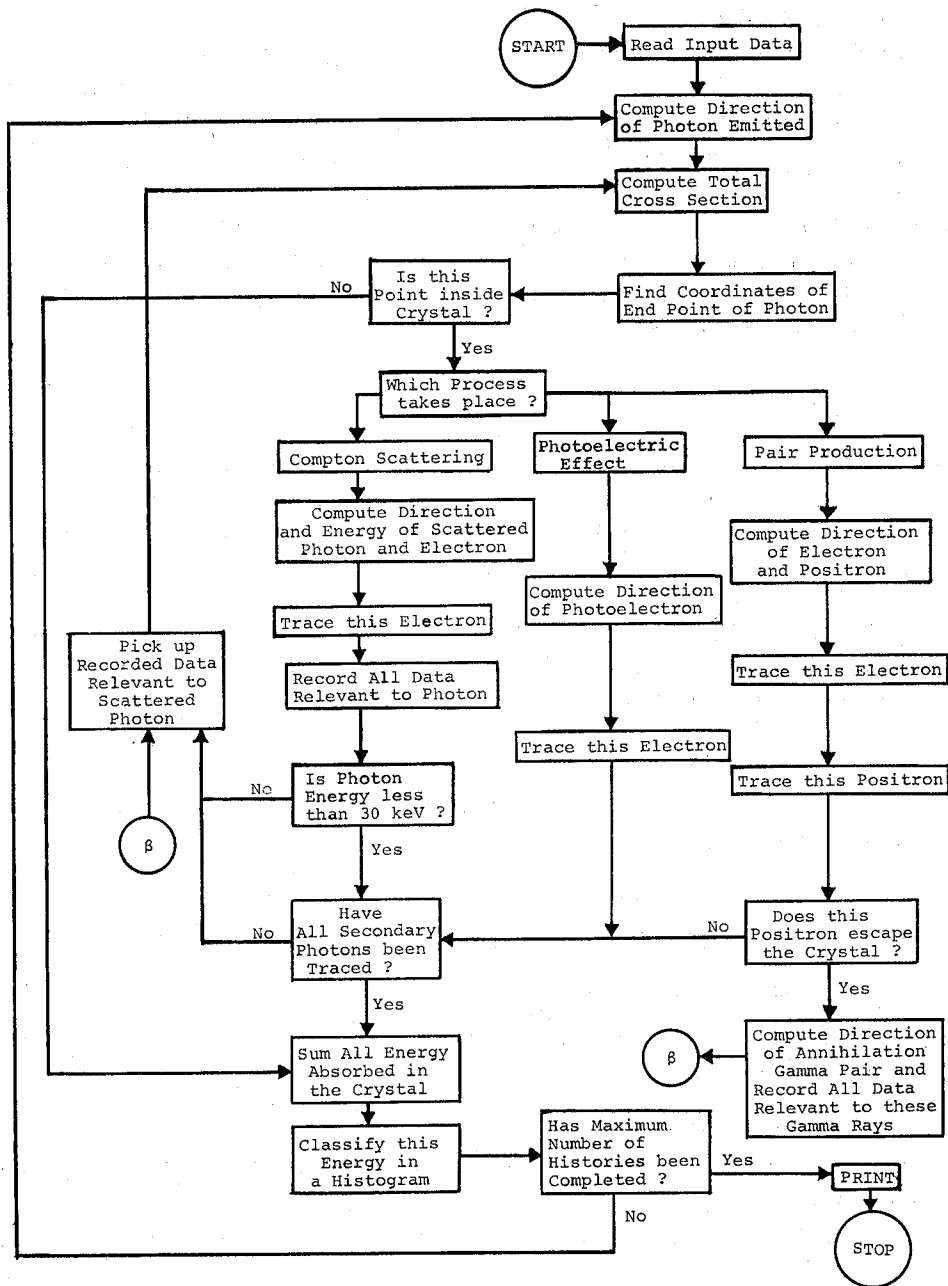 START
Read Input Data
Compute Direction
of Photon Emitted
Compute Total
Cross Section
Find Coordinates of
End Point of Photon
Is this
Point inside
Crystal ?
No
Yes
Which Process
takes place ?
Compton Scattering
Photoelectric
Effect
Pair Production
Compute Direction
and Energy of Scattered
Photon and Electron
Compute Direction
of Photoelectron
Compute Direction
of Electron
and Positron
Trace this Electron
Trace this Electron
Pick up
Recorded Data
Relevant to
Scattered
Photon
Record All Data
Relevant to Photon
Trace this Electron
Trace this Positron
Is Photon
Energy less
than 30 keV ?
No
β
Yes
Have
All Secondary
Photons been
Traced ?
No
No
Does this
Positron escape
the Crystal ?
Yes
Yes
Sum All Energy
Absorbed in
the Crystal
β
Compute Direction
of Annihilation
Gamma Pair and
Record All Data
Relevant to these
Gamma Rays
Classify this
Energy in
a Histogram
Has Maximum
Number of
Histories been
Completed ?
Yes
PRINT
No
STOP